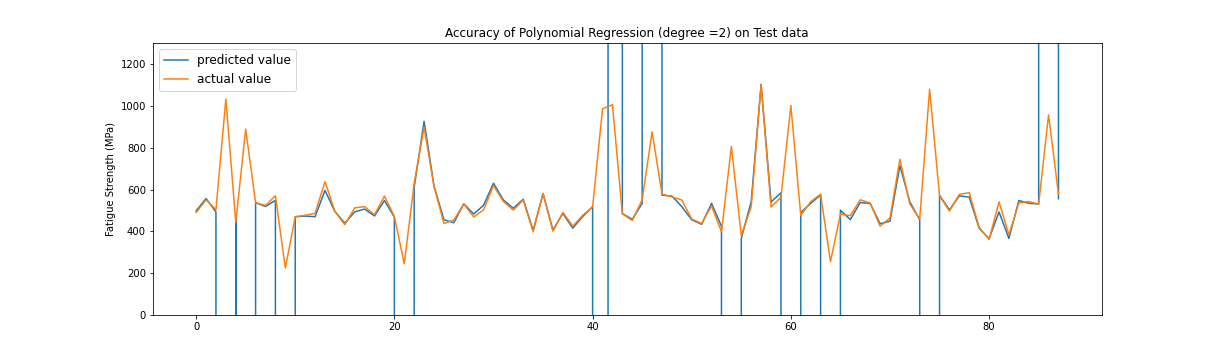 Accuracy of Polynomial Regression (degree =2) on Test data
predicted value
actual value
Fatigue Strength (MPa)
1200
1000
800
600
400
200
0
0 20 40 60 80